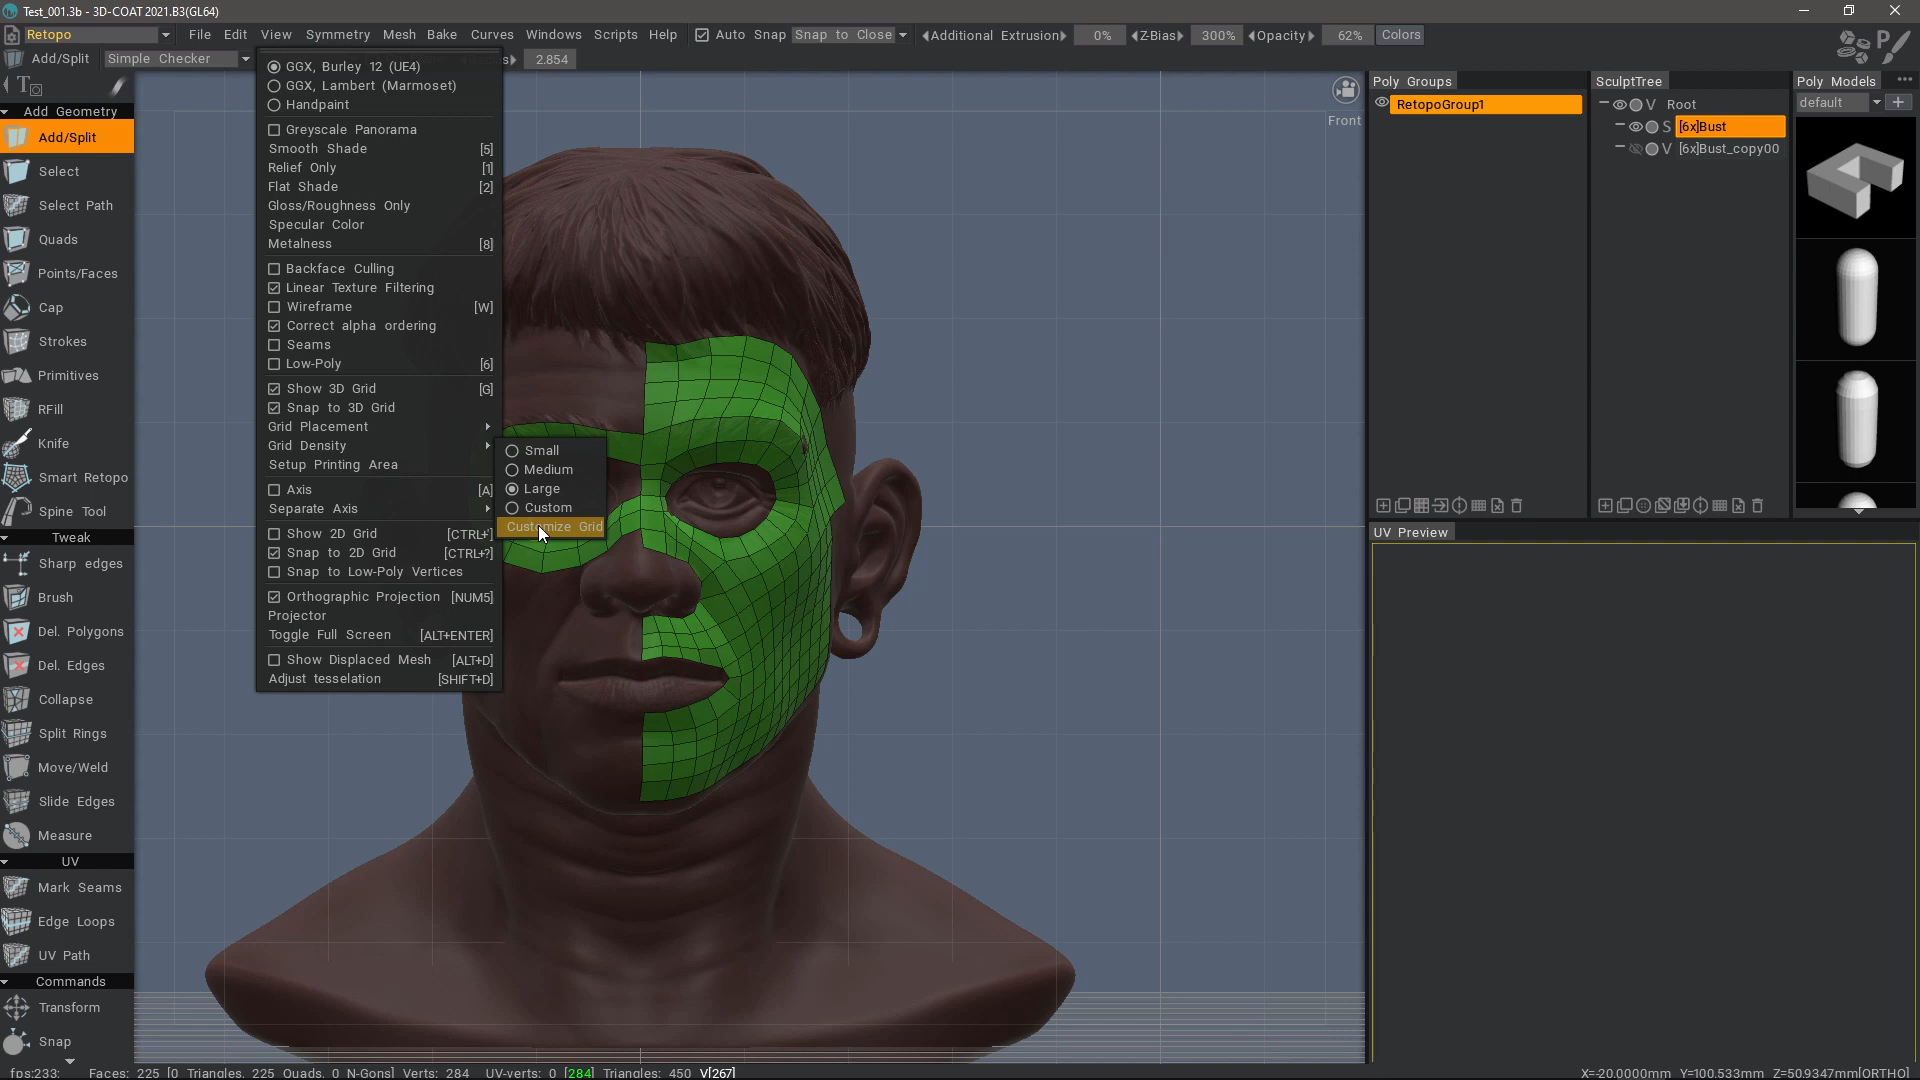 Test_001.3b - 3D-COAT 2021.B3(GL64)
Retopo File Edit View Symmetry Mesh Bake Curves Windows Scripts Help Auto Snap Snap to Close Additional Extrusion 0% Z-Bias 300% Opacity 62% Colors
Add/Split Simple Checker 2.854
Add Geometry
Add/Split
Select
Select Path
Quads
Points/Faces
Cap
Strokes
Primitives
RFill
Knife
Smart Retopo
Spine Tool
Tweak
Sharp edges
Brush
Del. Polygons
Del. Edges
Collapse
Split Rings
Move/Weld
Slide Edges
Measure
UV
Mark Seams
Edge Loops
UV Path
Commands
Transform
Snap
GGX, Burley 12 (UE4)
GGX, Lambert (Marmoset)
Handpaint
Greyscale Panorama
Smooth Shade [5]
Relief Only [1]
Flat Shade [2]
Gloss/Roughness Only
Specular Color
Metalness [8]
Backface Culling
Linear Texture Filtering
Wireframe [W]
Correct alpha ordering
Seams
Low-Poly [6]
Show 3D Grid [G]
Snap to 3D Grid
Grid Placement
Grid Density
Setup Printing Area
Axis [A]
Separate Axis
Show 2D Grid [CTRL+']
Snap to 2D Grid [CTRL+?]
Snap to Low-Poly Vertices
Orthographic Projection [NUM5]
Projector
Toggle Full Screen [ALT+ENTER]
Show Displaced Mesh [ALT+D]
Adjust tesselation [SHIFT+D]
Small
Medium
Large
Custom
Customize Grid
Front
Poly Groups
RetopoGroup1
SculptTree
V Root
S [6x]Bust
V [6x]Bust_copy00
Poly Models
default
UV Preview
fps:233; Faces: 225 [0 Triangles, 225 Quads, 0 N-Gons] Verts: 284 UV-verts: 0 [284] Triangles: 450 V[267] X=-20.0000mm Y=100.533mm Z=50.9347mm[ORTHO]